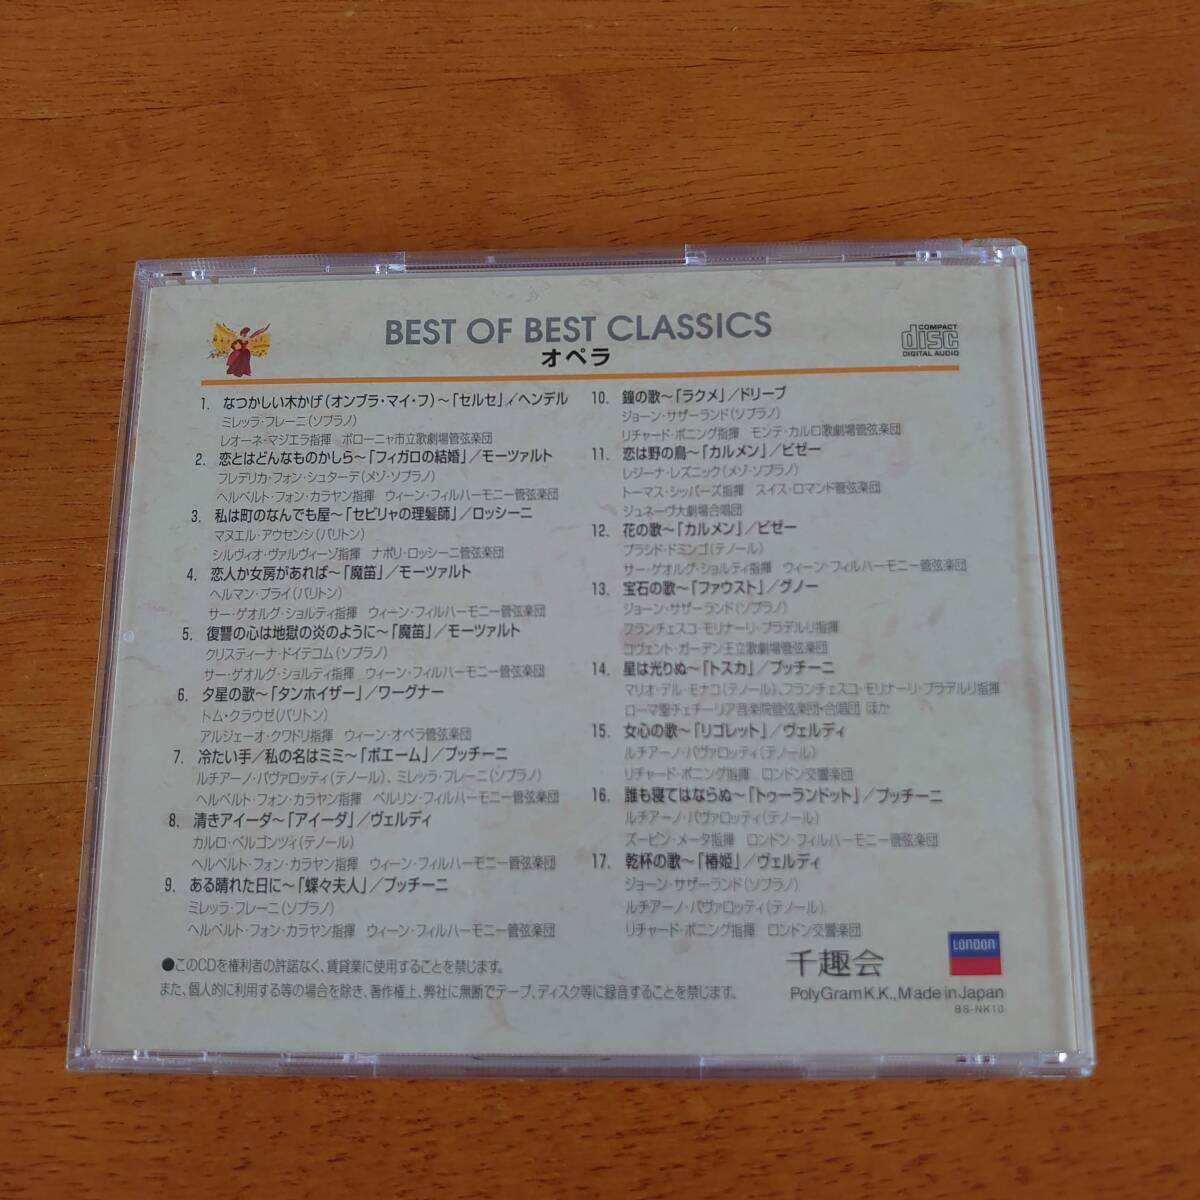 BEST OF BEST CLASSICS
オペラ
COMPACT
disc
DIGITAL AUDIO
1. なつかしい木かげ(オンブラ・マイ・フ)〜「セルセ」/ヘンデル
ミレッラ・フレーニ(ソプラノ)
レオーネ・マジエラ指揮 ボローニャ市立歌劇場管弦楽団
2. 恋とはどんなものかしら〜「フィガロの結婚」/モーツァルト
フレデリカ・フォン・シュターデ(メゾ・ソプラノ)
ヘルベルト・フォン・カラヤン指揮 ウィーン・フィルハーモニー管弦楽団
3. 私は町のなんでも屋〜「セビリャの理髪師」/ロッシーニ
マヌエル・アウセンシ(バリトン)
シルヴィオ・ヴァルヴィーゾ指揮 ナポリ・ロッシーニ管弦楽団
4. 恋人か女房があれば〜「魔笛」/モーツァルト
ヘルマン・プライ(バリトン)
サー・ゲオルグ・ショルティ指揮 ウィーン・フィルハーモニー管弦楽団
5. 復讐の心は地獄の炎のように〜「魔笛」/モーツァルト
クリスティーナ・ドイテコム(ソプラノ)
サー・ゲオルグ・ショルティ指揮 ウィーン・フィルハーモニー管弦楽団
6. 夕星の歌〜「タンホイザー」/ワーグナー
トム・クラウゼ(バリトン)
アルジェーオ・クワドリ指揮 ウィーン・オペラ管弦楽団
7. 冷たい手/私の名はミミ〜「ボエーム」/プッチーニ
ルチアーノ・パヴァロッティ(テノール)、ミレッラ・フレーニ(ソプラノ)
ヘルベルト・フォン・カラヤン指揮 ベルリン・フィルハーモニー管弦楽団
8. 清きアイーダ〜「アイーダ」/ヴェルディ
カルロ・ベルゴンツィ(テノール)
ヘルベルト・フォン・カラヤン指揮 ウィーン・フィルハーモニー管弦楽団
9. ある晴れた日に〜「蝶々夫人」/プッチーニ
ミレッラ・フレーニ(ソプラノ)
ヘルベルト・フォン・カラヤン指揮 ウィーン・フィルハーモニー管弦楽団
10. 鐘の歌〜「ラクメ」/ドリーブ
ジョーン・サザーランド(ソプラノ)
リチャード・ボニング指揮 モンテ・カルロ歌劇場管弦楽団
11. 恋は野の鳥〜「カルメン」/ビゼー
レジーナ・レズニック(メゾ・ソプラノ)
トーマス・シッパーズ指揮 スイス・ロマンド管弦楽団
ジュネーヴ大劇場合唱団
12. 花の歌〜「カルメン」/ビゼー
プラシド・ドミンゴ(テノール)
サー・ゲオルグ・ショルティ指揮 ウィーン・フィルハーモニー管弦楽団
13. 宝石の歌〜「ファウスト」/グノー
ジョーン・サザーランド(ソプラノ)
フランチェスコ・モリナーリ・プラデルリ指揮
コヴェント・ガーデン王立歌劇場管弦楽団
14. 星は光りぬ〜「トスカ」/プッチーニ
マリオ・デル・モナコ(テノール)、フランチェスコ・モリナーリ・プラデルリ指揮
ローマ聖チェチーリア音楽院管弦楽団・合唱団 ほか
15. 女心の歌〜「リゴレット」/ヴェルディ
ルチアーノ・パヴァロッティ(テノール)
リチャード・ボニング指揮 ロンドン交響楽団
16. 誰も寝てはならぬ〜「トゥーランドット」/プッチーニ
ルチアーノ・パヴァロッティ(テノール)
ズービン・メータ指揮 ロンドン・フィルハーモニー管弦楽団
17. 乾杯の歌〜「椿姫」/ヴェルディ
ジョーン・サザーランド(ソプラノ)
ルチアーノ・パヴァロッティ(テノール)
リチャード・ボニング指揮 ロンドン交響楽団
●このCDを権利者の許諾なく、賃貸業に使用することを禁じます。
また、個人的に利用する等の場合を除き、著作権上、弊社に無断でテープ、ディスク等に録音することを禁じます。
千趣会
LONDON
PolyGram K.K., Made in Japan
BS-NK10